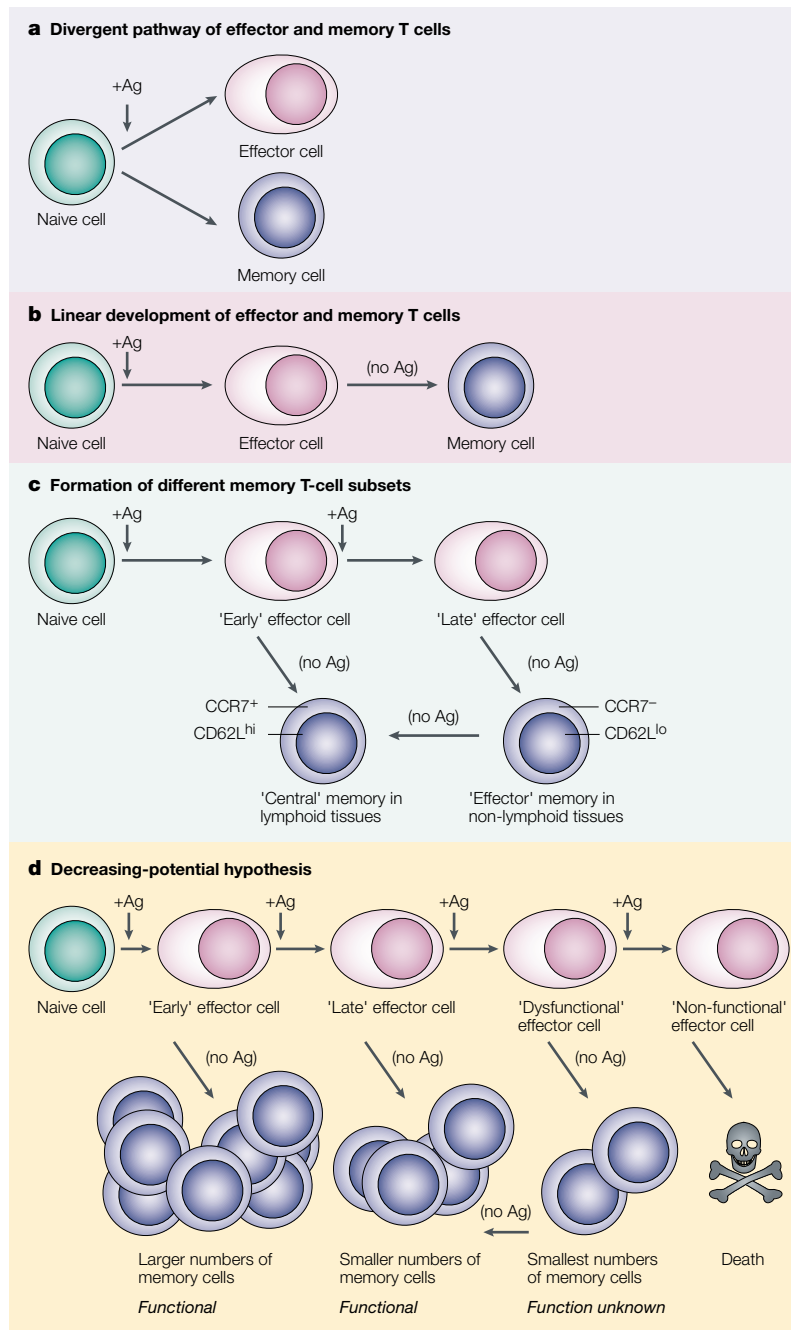 a Divergent pathway of effector and memory T cells
+Ag
Effector cell
Naive cell
Memory cell
b Linear development of effector and memory T cells
+Ag
(no Ag)
Naive cell
Effector cell
Memory cell
c Formation of different memory T-cell subsets
+Ag
+Ag
Naive cell
'Early' effector cell
'Late' effector cell
(no Ag)
(no Ag)
CCR7+
CD62Lhi
(no Ag)
CCR7–
CD62Llo
'Central' memory in
lymphoid tissues
'Effector' memory in
non-lymphoid tissues
d Decreasing-potential hypothesis
+Ag
+Ag
+Ag
+Ag
Naive cell
'Early' effector cell
'Late' effector cell
'Dysfunctional'
effector cell
'Non-functional'
effector cell
(no Ag)
(no Ag)
(no Ag)
(no Ag)
Larger numbers of
memory cells
Functional
Smaller numbers of
memory cells
Functional
Smallest numbers
of memory cells
Function unknown
Death